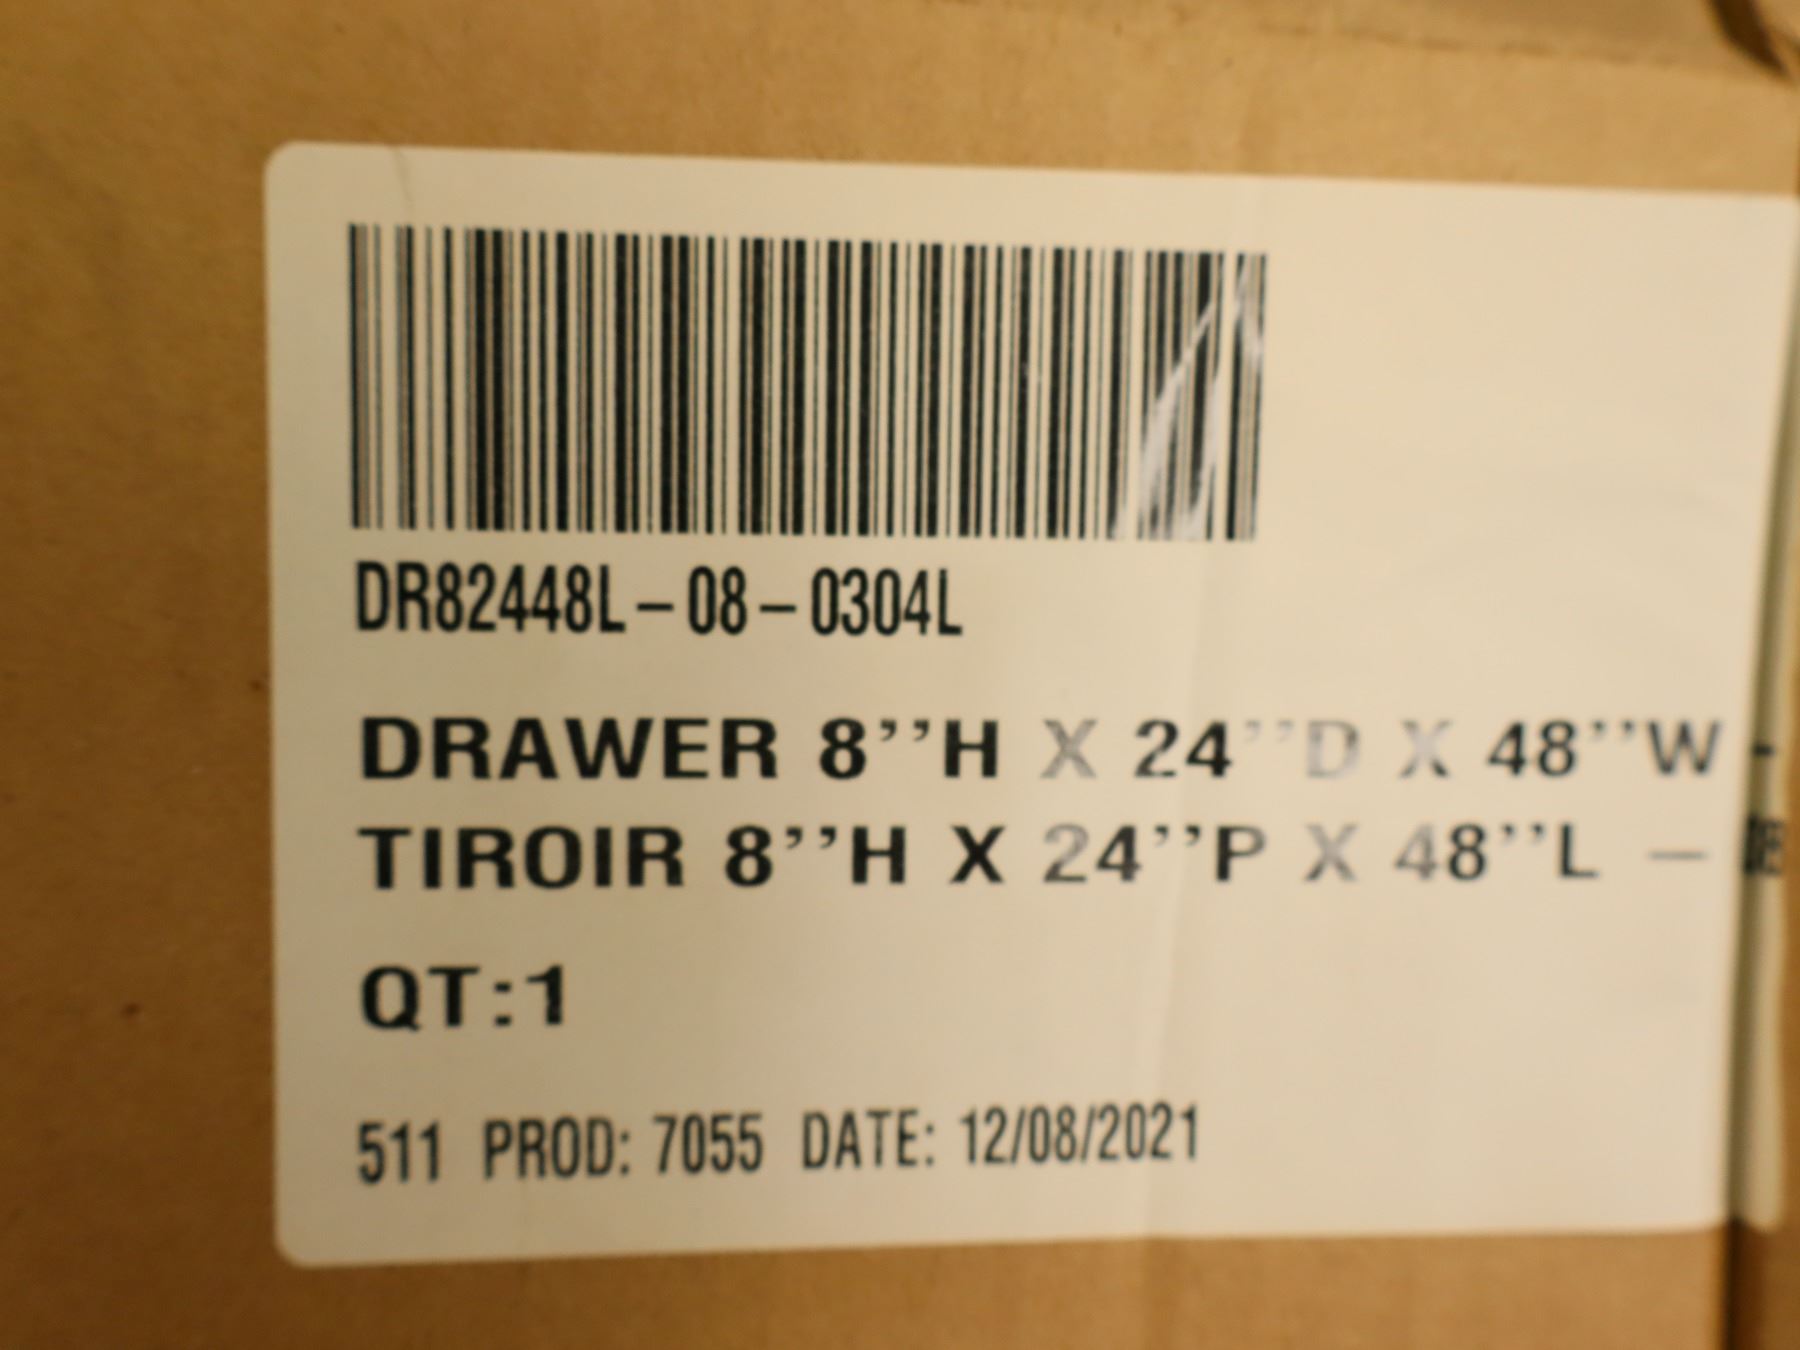 DR82448L-08-0304L
DRAWER 8''H X 24''D X 48''W -
TIROIR 8''H X 24''P X 48''L -
QT:1
511 PROD: 7055 DATE: 12/08/2021